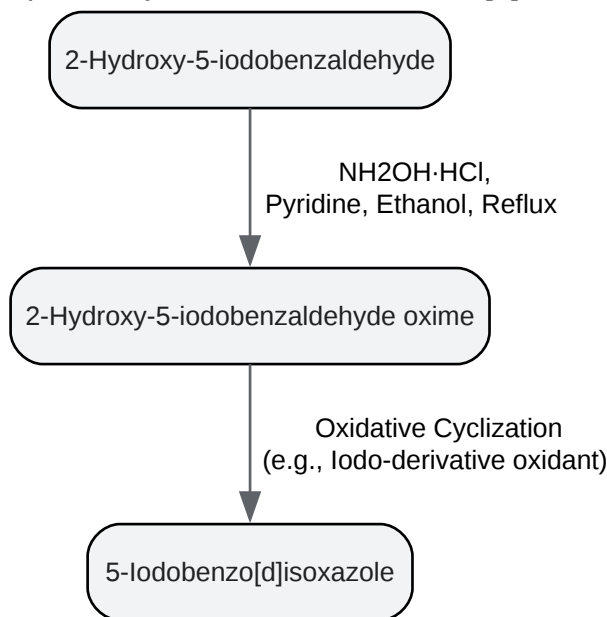 2-Hydroxy-5-iodobenzaldehyde
NH2OH·HCl,
Pyridine, Ethanol, Reflux
2-Hydroxy-5-iodobenzaldehyde oxime
Oxidative Cyclization
(e.g., Iodo-derivative oxidant)
5-Iodobenzo[d]isoxazole